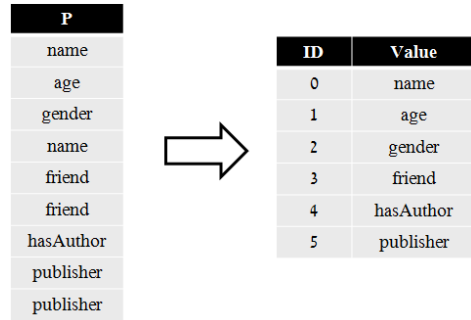 P
name
age
gender
name
friend
friend
hasAuthor
publisher
publisher
ID Value
0 name
1 age
2 gender
3 friend
4 hasAuthor
5 publisher